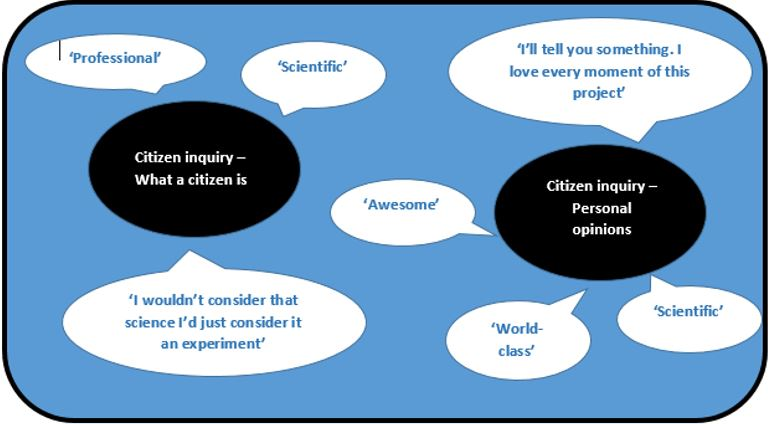 ‘Professional’
‘Scientific’
Citizen inquiry –
What a citizen is
‘I wouldn’t consider that
science I’d just consider it
an experiment’
‘I’ll tell you something. I
love every moment of this
project’
‘Awesome’
Citizen inquiry –
Personal
opinions
‘World-
class’
‘Scientific’